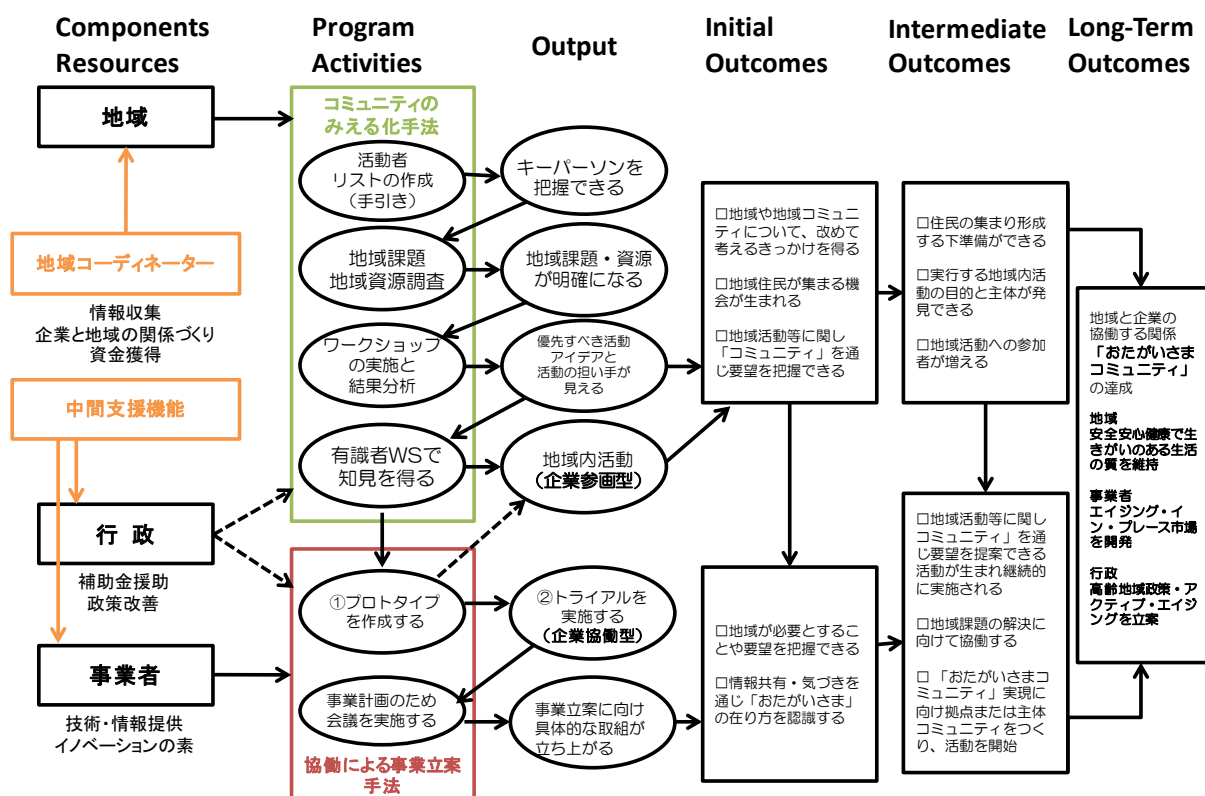 Components
Resources
Program
Activities
Output
Initial
Outcomes
Intermediate
Outcomes
Long-Term
Outcomes
地域
地域コーディネーター
情報収集
企業と地域の関係づくり
資金獲得
中間支援機能
行 政
補助金援助
政策改善
事業者
技術・情報提供
イノベーションの素
コミュニティの
みえる化手法
活動者
リストの作成
（手引き）
地域課題
地域資源調査
ワークショップ
の実施と
結果分析
有識者WSで
知見を得る
①プロトタイプ
を作成する
事業計画のため
会議を実施する
協働による事業立案
手法
キーパーソンを
把握できる
地域課題・資源
が明確になる
優先すべき活動
アイデアと
活動の担い手が
見える
地域内活動
（企業参画型）
②トライアルを
実施する
（企業協働型）
事業立案に向け
具体的な取組が
立ち上がる
□地域や地域コミュニ
ティについて、改めて
考えるきっかけを得る
□地域住民が集まる機
会が生まれる
□地域活動等に関し
「コミュニティ」を通
じ要望を把握できる
□地域が必要とするこ
とや要望を把握できる
□情報共有・気づきを
通じ「おたがいさま」
の在り方を認識する
□住民の集まり形成
する下準備ができる
□実行する地域内活
動の目的と主体が発
見できる
□地域活動への参加
者が増える
□地域活動等に関し
コミュニティ」を通
じ要望を提案できる
活動が生まれ継続的
に実施される
□地域課題の解決に
向けて協働する
□ 「おたがいさまコ
ミュニティ」実現に
向け拠点または主体
コミュニティをつく
り、活動を開始
地域と企業の
協働する関係
「おたがいさま
コミュニティ」
の達成
地域
安全安心健康で生
きがいのある生活
の質を維持
事業者
エイジング・イ
ン・プレース市場
を開発
行政
高齢地域政策・ア
クティブ・エイジ
ングを立案